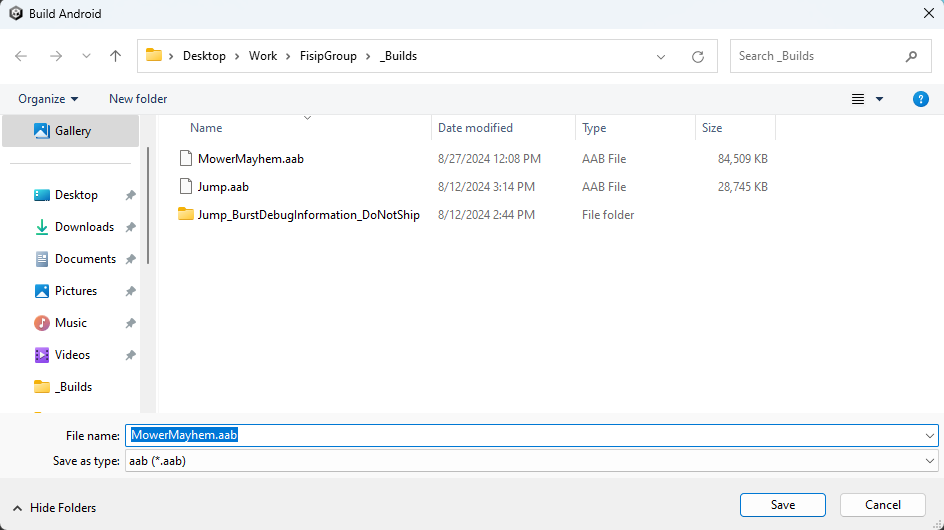 Build Android
Desktop > Work > FisipGroup > _Builds
Search _Builds
Organize New folder
?
Gallery
Desktop
Downloads
Documents
Pictures
Music
Videos
_Builds
Name Date modified Type Size
MowerMayhem.aab 8/27/2024 12:08 PM AAB File 84,509 KB
Jump.aab 8/12/2024 3:14 PM AAB File 28,745 KB
Jump_BurstDebugInformation_DoNotShip 8/12/2024 2:44 PM File folder
File name: MowerMayhem.aab
Save as type: aab (*.aab)
Hide Folders
Save Cancel